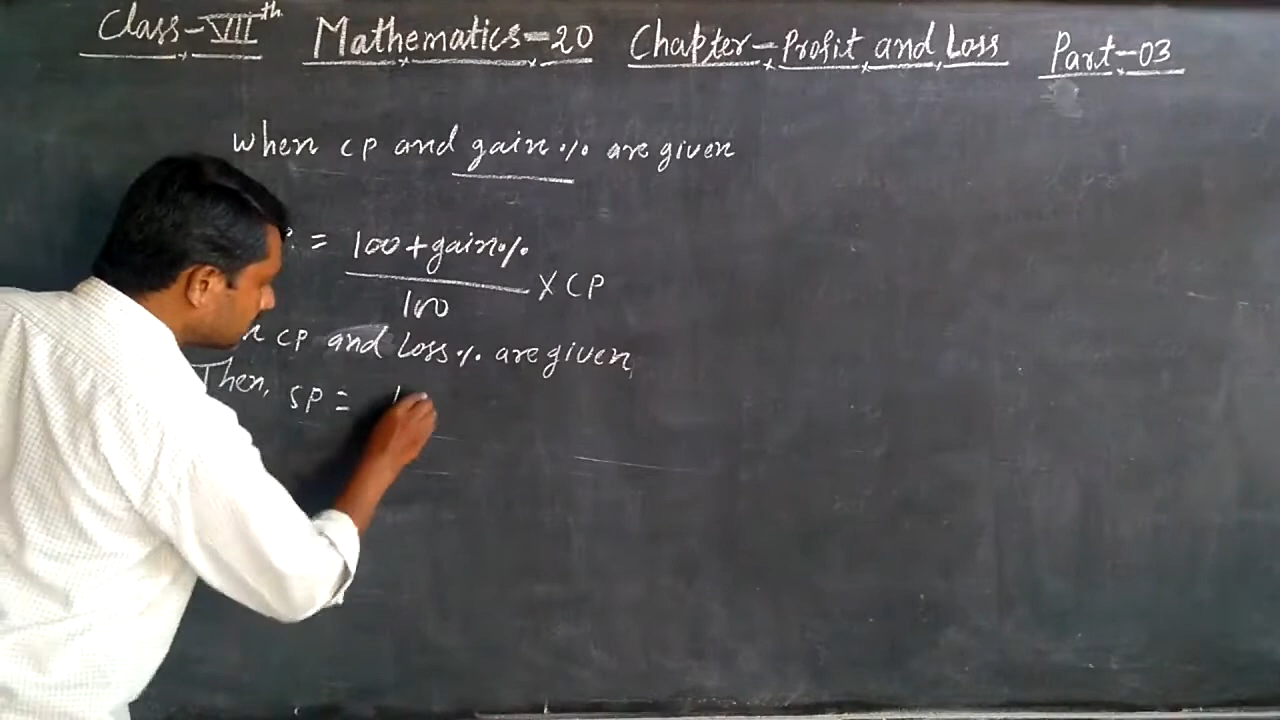 Class-VIIth Mathematics-20 Chapter-Profit and Loss Part-03
When CP and gain % are given
= 100+gain% / 100 × CP
CP and Loss % are given,
Then, SP =